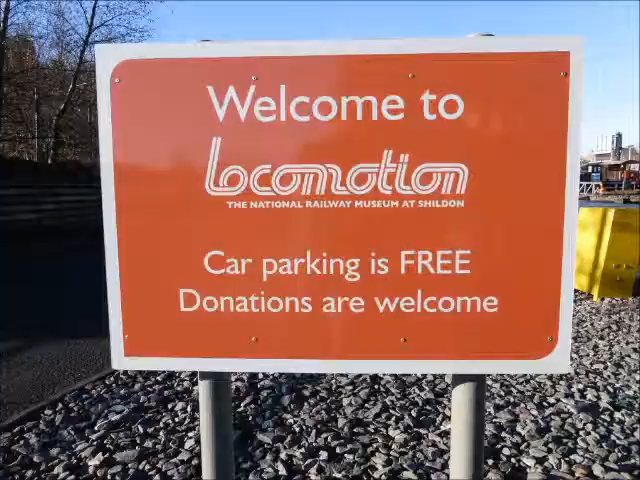 Welcome to
locomotion
THE NATIONAL RAILWAY MUSEUM AT SHILDON
Car parking is FREE
Donations are welcome